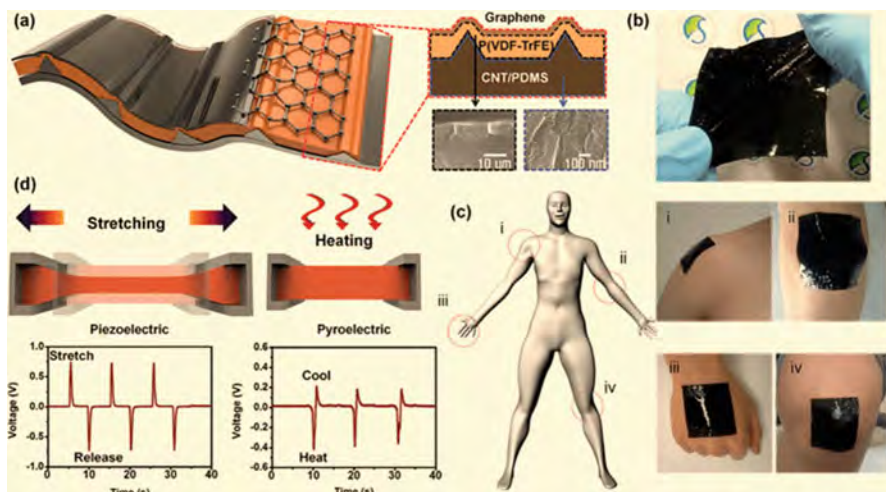 (a)
Graphene
P(VDF-TrFE)
CNT/PDMS
10 um
100 nm
(b)
(d)
Stretching
Heating
Piezoelectric
Pyroelectric
Voltage (V)
1.0
0.5
0.0
-0.5
-1.0
Stretch
Release
0 10 20 30 40
Time (s)
Voltage (V)
0.6
0.4
0.2
0.0
-0.2
-0.4
-0.6
Cool
Heat
0 10 20 30 40
Time (s)
(c)
i
ii
iii
iv
i
ii
iii
iv